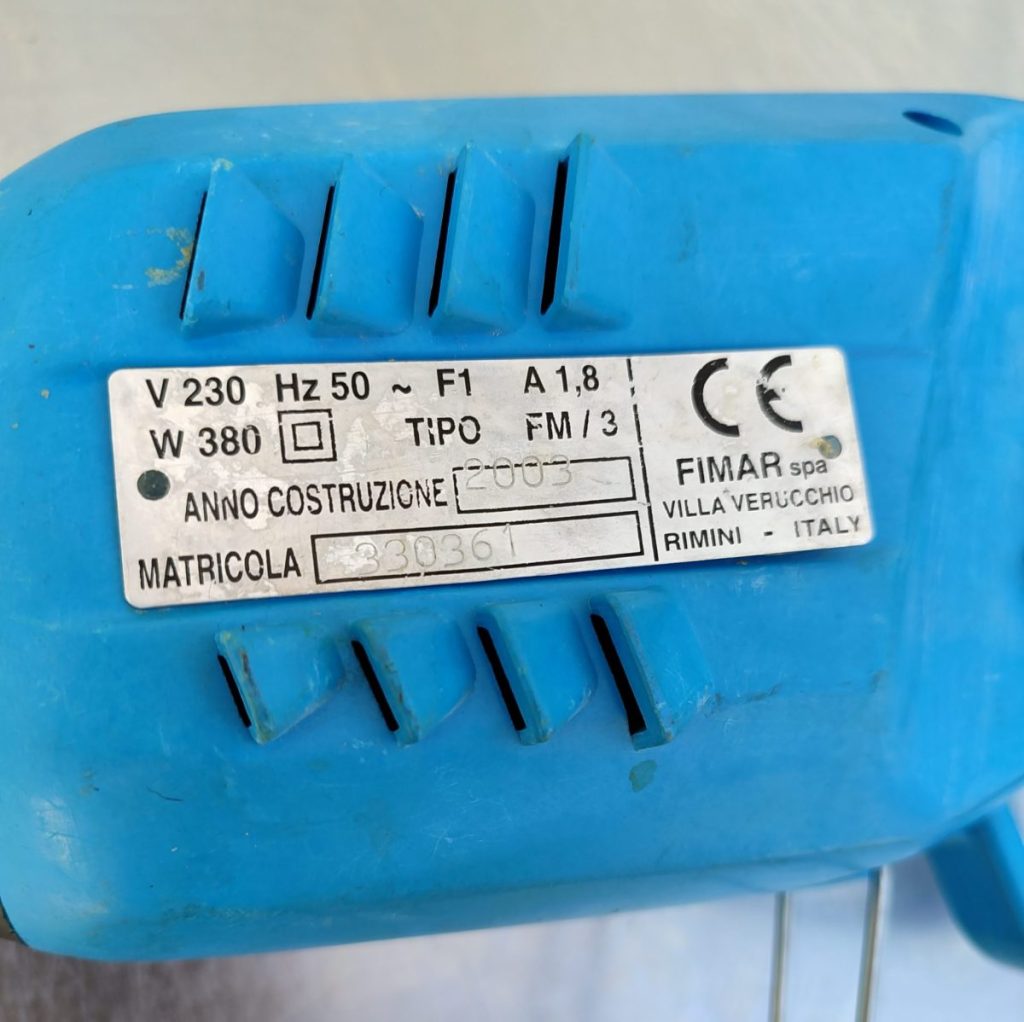 V 230 Hz 50 ~ F1 A 1,8
W 380 TIPO FM / 3
ANNO COSTRUZIONE 2003
MATRICOLA 330361
CE
FIMAR spa
VILLA VERUCCHIO
RIMINI - ITALY